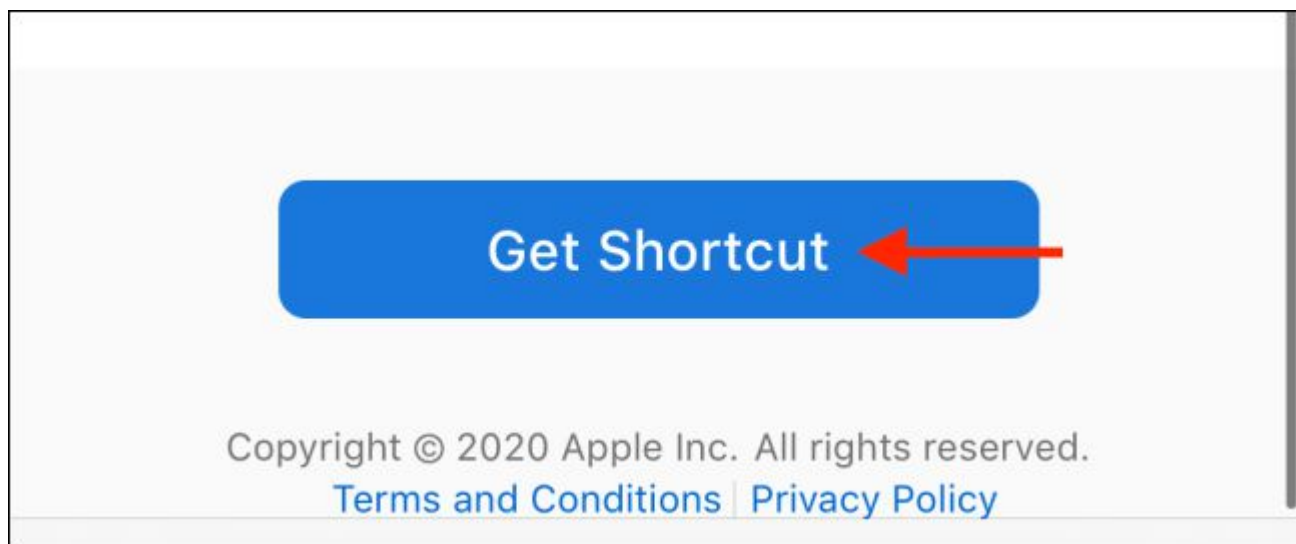 Get Shortcut
Copyright © 2020 Apple Inc. All rights reserved.
Terms and Conditions | Privacy Policy